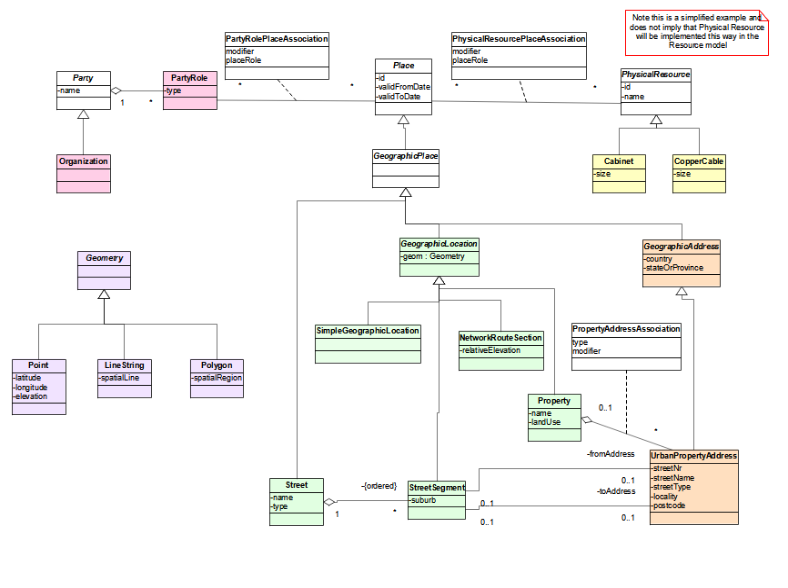 Note this is a simplified example and
does not imply that Physical Resource
will be implemented this way in the
Resource model
PartyRolePlaceAssociation
modifier
placeRole
PhysicalResourcePlaceAssociation
modifier
placeRole
Party
-name
1
*
PartyRole
-type
*
*
Place
-id
-validFromDate
-validToDate
*
*
PhysicalResource
-id
-name
Organization
GeographicPlace
Cabinet
-size
CopperCable
-size
Geometry
GeographicLocation
-geom : Geometry
GeographicAddress
-country
-stateOrProvince
SimpleGeographicLocation
NetworkRouteSection
-relativeElevation
PropertyAddressAssociation
type
modifier
Point
-latitude
-longitude
-elevation
LineString
-spatialLine
Polygon
-spatialRegion
Property
-name
-landUse
0..1
*
-fromAddress
UrbanPropertyAddress
-streetNr
-streetName
-streetType
-locality
-postcode
Street
-name
-type
1
-{ordered}
*
StreetSegment
-suburb
0..1
0..1
0..1
-toAddress
0..1